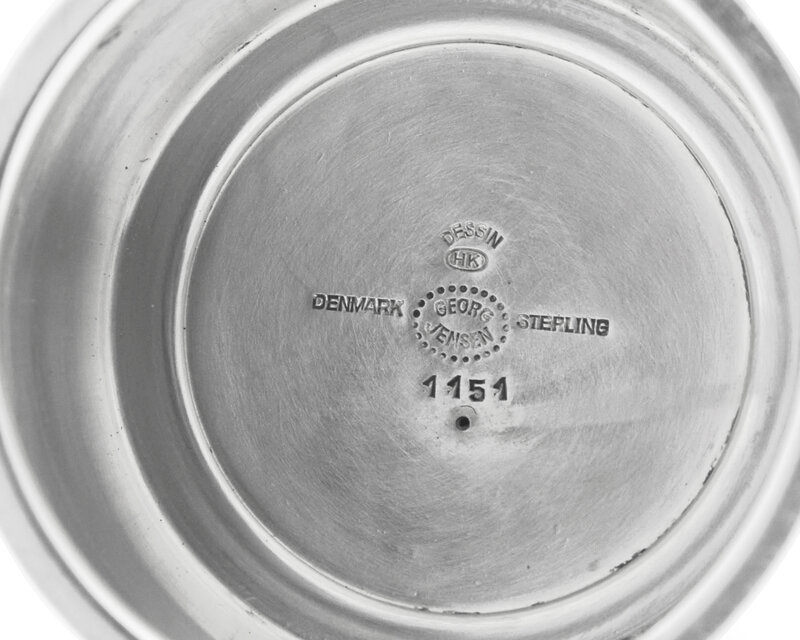 DESSIN
HK
DENMARK GEORG JENSEN STERLING
1151